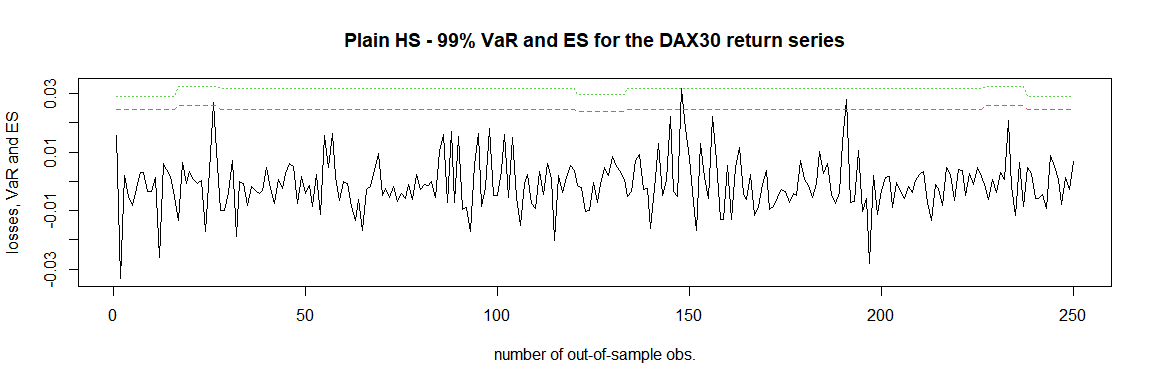 Plain HS - 99% VaR and ES for the DAX30 return series
losses, VaR and ES
0.03
0.01
-0.01
-0.03
0 50 100 150 200 250
number of out-of-sample obs.